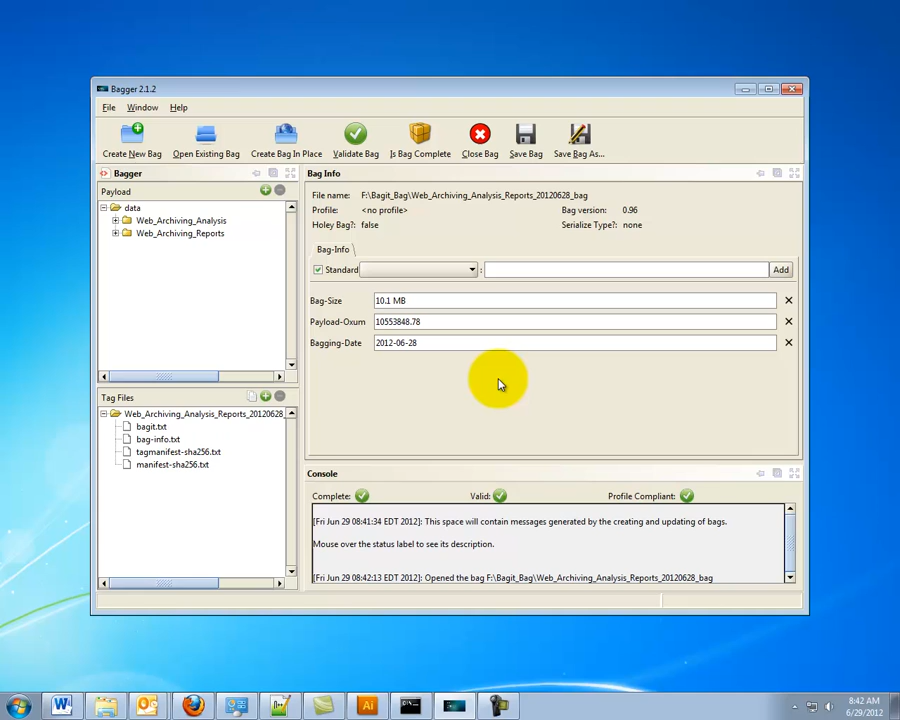 Bagger 2.1.2
File Window Help
Create New Bag Open Existing Bag Create Bag In Place Validate Bag Is Bag Complete Close Bag Save Bag Save Bag As...
Bagger
Payload
data
Web_Archiving_Analysis
Web_Archiving_Reports
Tag Files
Web_Archiving_Analysis_Reports_20120628_
bagit.txt
bag-info.txt
tagmanifest-sha256.txt
manifest-sha256.txt
Bag Info
File name: F:\Bagit_Bag\Web_Archiving_Analysis_Reports_20120628_bag
Profile: <no profile> Bag version: 0.96
Holey Bag?: false Serialize Type?: none
Bag-Info
Standard : Add
Bag-Size 10.1 MB
Payload-Oxum 10553848.78
Bagging-Date 2012-06-28
Console
Complete: Valid: Profile Compliant:
[Fri Jun 29 08:41:34 EDT 2012]: This space will contain messages generated by the creating and updating of bags.
Mouse over the status label to see its description.
[Fri Jun 29 08:42:13 EDT 2012]: Opened the bag F:\Bagit_Bag\Web_Archiving_Analysis_Reports_20120628_bag
W
Ai
8:42 AM
6/29/2012